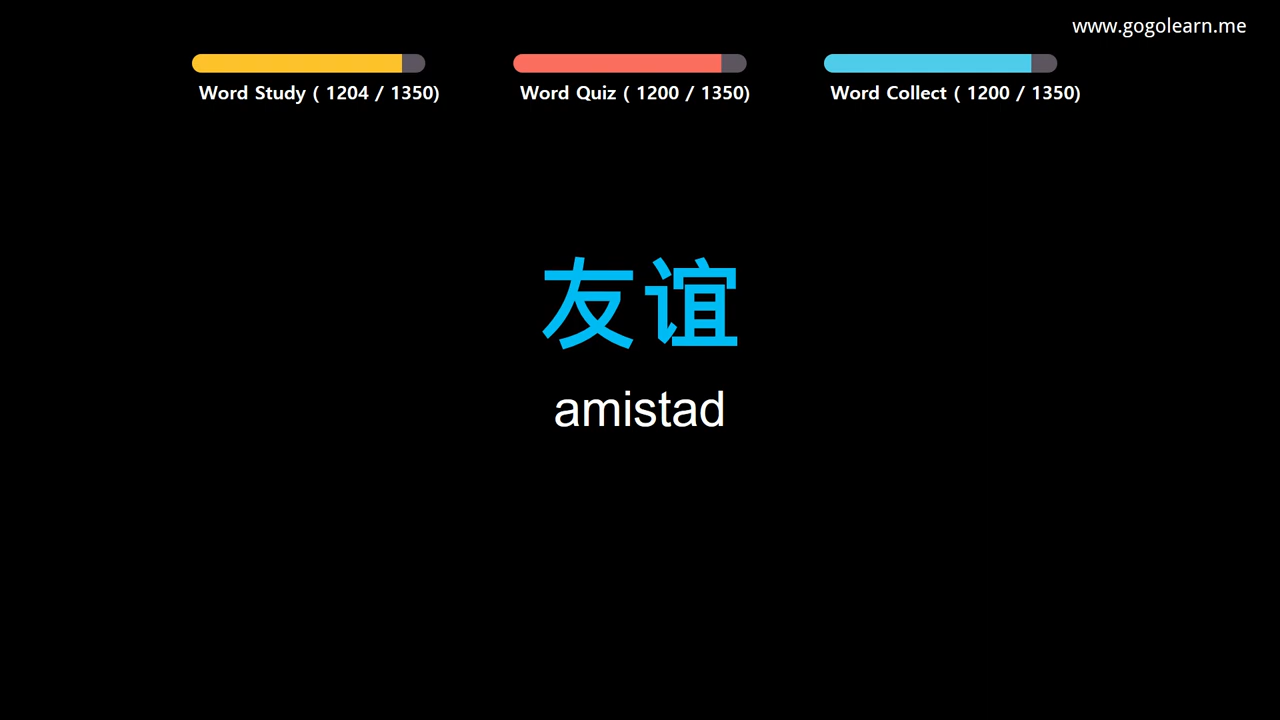 www.gogolearn.me
Word Study ( 1204 / 1350)
Word Quiz ( 1200 / 1350)
Word Collect ( 1200 / 1350)
友谊
amistad